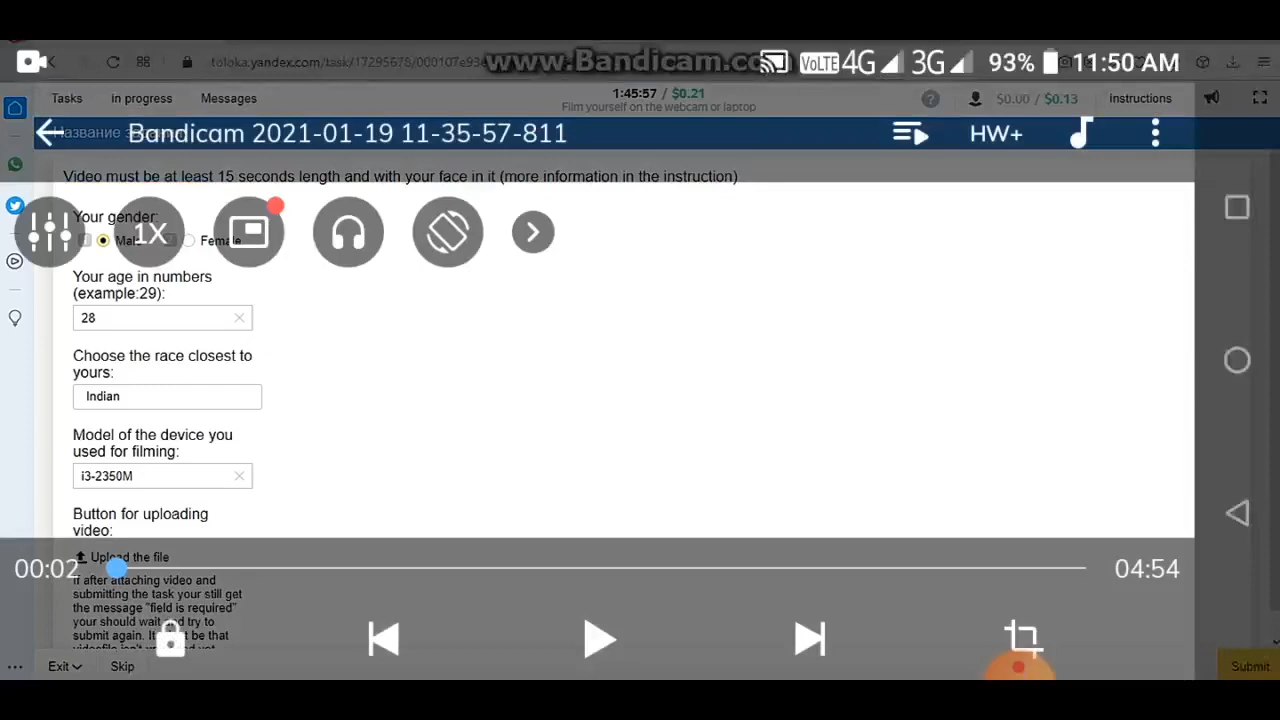 www.Bandicam.co
VoLTE 4G 3G 93% 11:50 AM
toloka.yandex.com/task/17295678/000107e93
Tasks In progress Messages
1:45:57 / $0.21
Film yourself on the webcam or laptop
$0.00 / $0.13 Instructions
Название
Bandicam 2021-01-19 11-35-57-811
HW+
Video must be at least 15 seconds length and with your face in it (more information in the instruction)
Your gender:
Male
Female
1X
Your age in numbers
(example:29):
28
Choose the race closest to
yours:
Indian
Model of the device you
used for filming:
i3-2350M
Button for uploading
video:
Upload the file
00:02
04:54
If after attaching video and
submitting the task your still get
the message "field is required"
your should wait and try to
submit again. It be that
Exit Skip
Submit